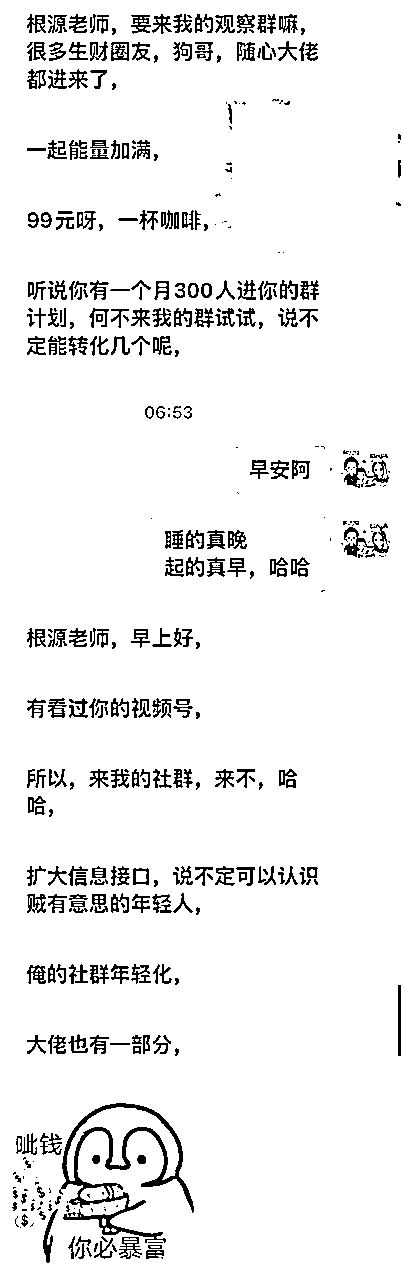 根源老师，要来我的观察群嘛，
很多生财圈友，狗哥，随心大佬
都进来了，
一起能量加满，
99元呀，一杯咖啡，
听说你有一个月300人进你的群
计划，何不来我的群试试，说不
定能转化几个呢，
06:53
早安阿
睡的真晚
起的真早，哈哈
根源老师，早上好，
有看过你的视频号，
所以，来我的社群，来不，哈
哈，
扩大信息接口，说不定可以认识
贼有意思的年轻人，
俺的社群年轻化，
大佬也有一部分，
呲钱
你必暴富